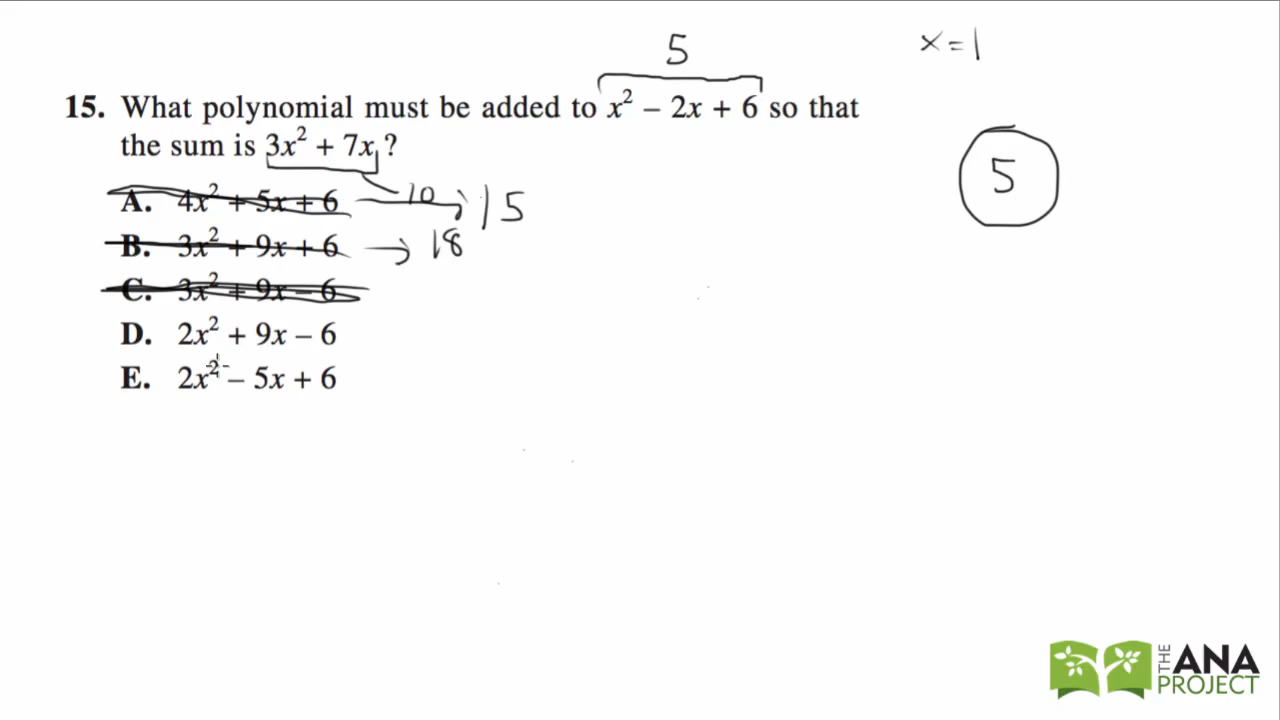 5
x=1
15. What polynomial must be added to x² – 2x + 6 so that
the sum is 3x² + 7x ?
5
A. 4x² + 5x + 6 10 15
B. 3x² + 9x + 6 → 18
C. 3x² + 9x – 6
D. 2x² + 9x – 6
E. 2x² – 5x + 6
THE ANA
PROJECT